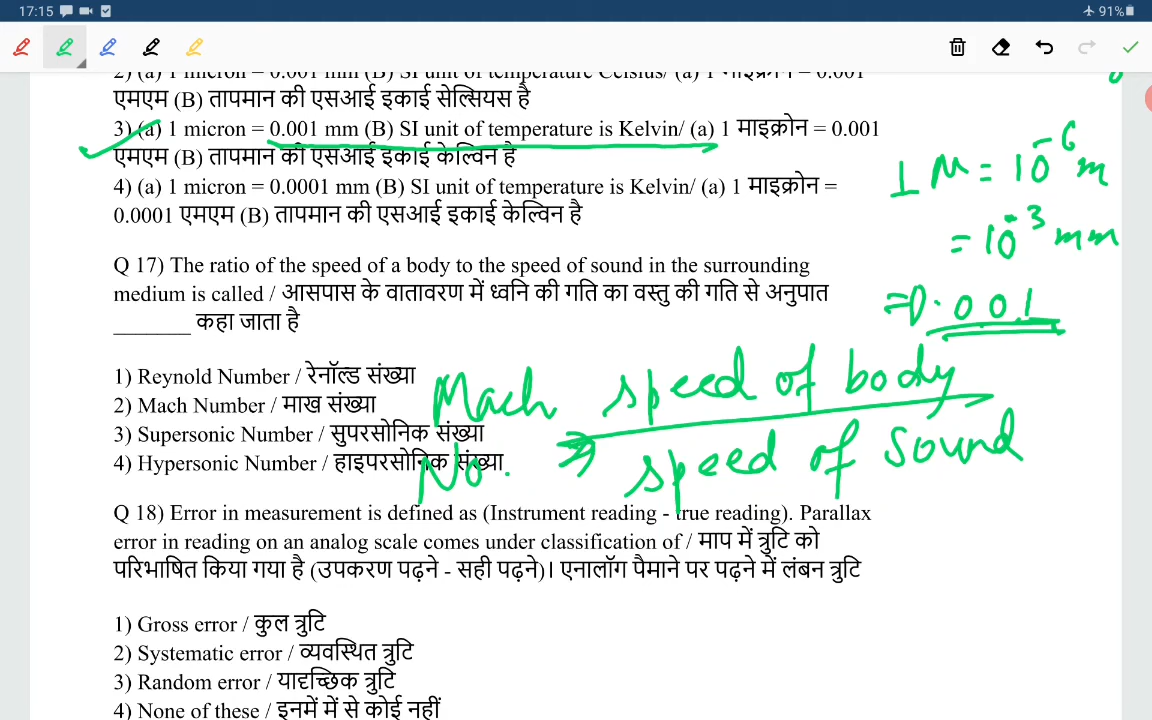 17:15 91%
2) (a) 1 micron = 0.001 mm (B) SI unit of temperature Celsius/ (a) 1 माइक्रोन = 0.001
एमएम (B) तापमान की एसआई इकाई सेल्सियस है
3) (a) 1 micron = 0.001 mm (B) SI unit of temperature is Kelvin/ (a) 1 माइक्रोन = 0.001
एमएम (B) तापमान की एसआई इकाई केल्विन है
4) (a) 1 micron = 0.0001 mm (B) SI unit of temperature is Kelvin/ (a) 1 माइक्रोन =
0.0001 एमएम (B) तापमान की एसआई इकाई केल्विन है
1 M = 10⁻⁶ m
= 10⁻³ mm
= 0.001
Q 17) The ratio of the speed of a body to the speed of sound in the surrounding
medium is called / आसपास के वातावरण में ध्वनि की गति का वस्तु की गति से अनुपात
_______ कहा जाता है
1) Reynold Number / रेनॉल्ड संख्या
2) Mach Number / माख संख्या
3) Supersonic Number / सुपरसोनिक संख्या
4) Hypersonic Number / हाइपरसोनिक संख्या
Mach No. ⇒ speed of body
speed of sound
Q 18) Error in measurement is defined as (Instrument reading - true reading). Parallax
error in reading on an analog scale comes under classification of / माप में त्रुटि को
परिभाषित किया गया है (उपकरण पढ़ने - सही पढ़ने)। एनालॉग पैमाने पर पढ़ने में लंबन त्रुटि
1) Gross error / कुल त्रुटि
2) Systematic error / व्यवस्थित त्रुटि
3) Random error / यादृच्छिक त्रुटि
4) None of these / इनमें में से कोई नहीं